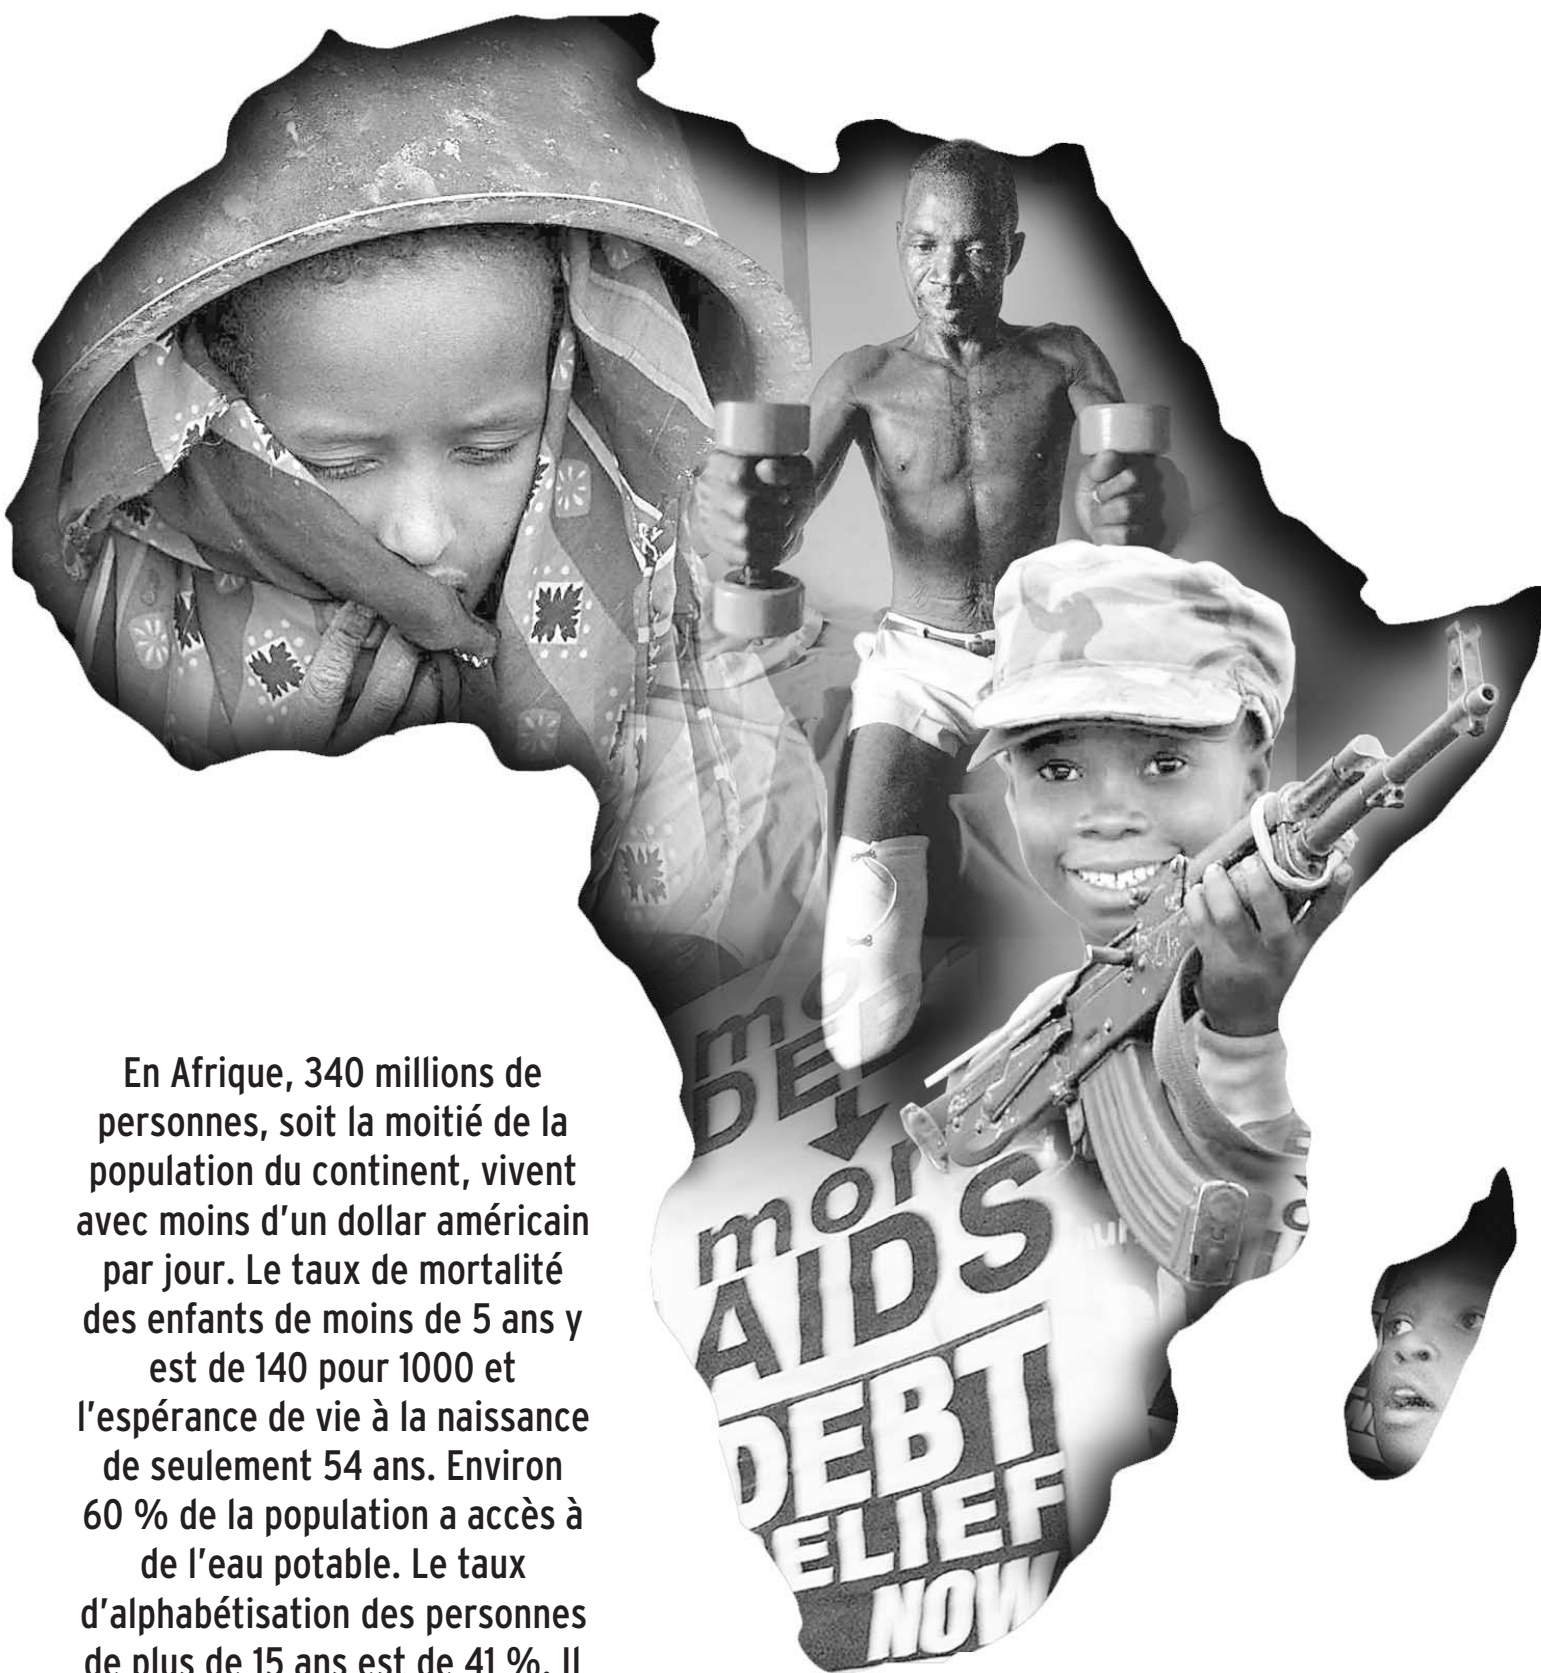 En Afrique, 340 millions de
personnes, soit la moitié de la
population du continent, vivent
avec moins d'un dollar américain
par jour. Le taux de mortalité
des enfants de moins de 5 ans y
est de 140 pour 1000 et
l'espérance de vie à la naissance
de seulement 54 ans. Environ
60 % de la population a accès à
de l'eau potable. Le taux
d'alphabétisation des personnes
de plus de 15 ans est de 41 %. Il
AIDS
DEBT
NOW